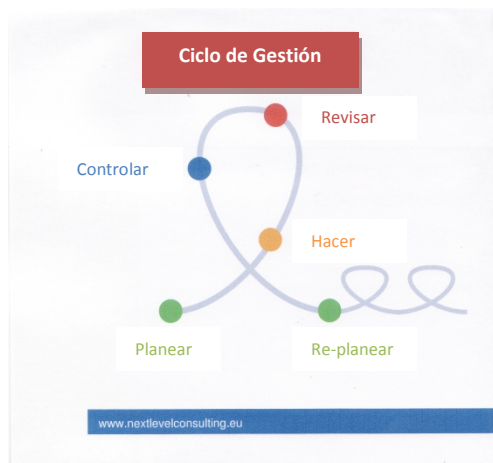 Ciclo de Gestión
Revisar
Controlar
Hacer
Planear
Re-planear
www.nextlevelconsulting.eu